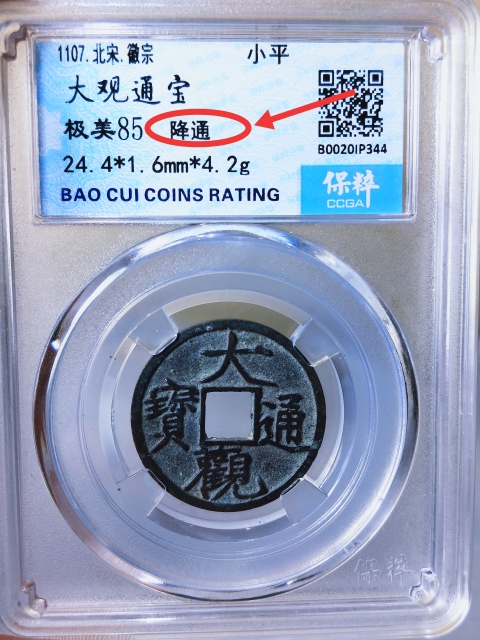 1107.北宋.徽宗 小平
大观通宝
极美85 降通
24.4*1.6mm*4.2g
BAO CUI COINS RATING
B0020IP344
保粹
CCGA
大觀通寶
保粹